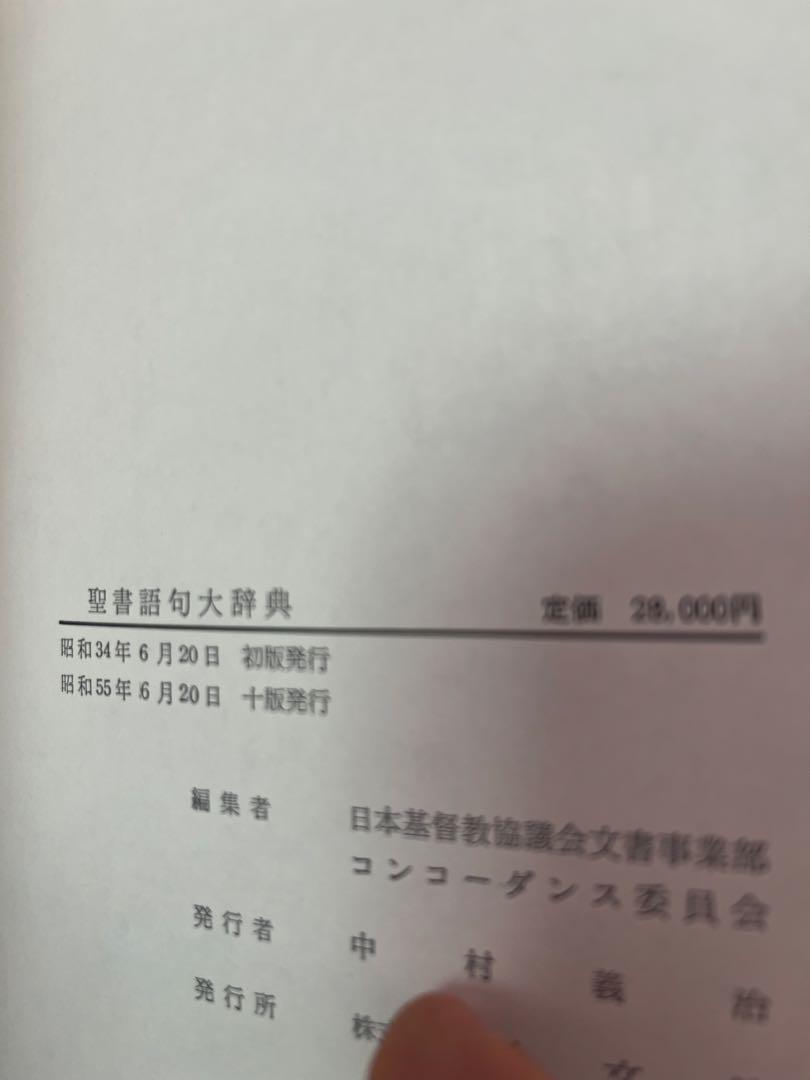 聖書語句大辞典 定価 28,000円
昭和34年6月20日 初版発行
昭和55年6月20日 十版発行
編集者 日本基督教協議会文書事業部
コンコーダンス委員会
発行者 中村義治
発行所 株